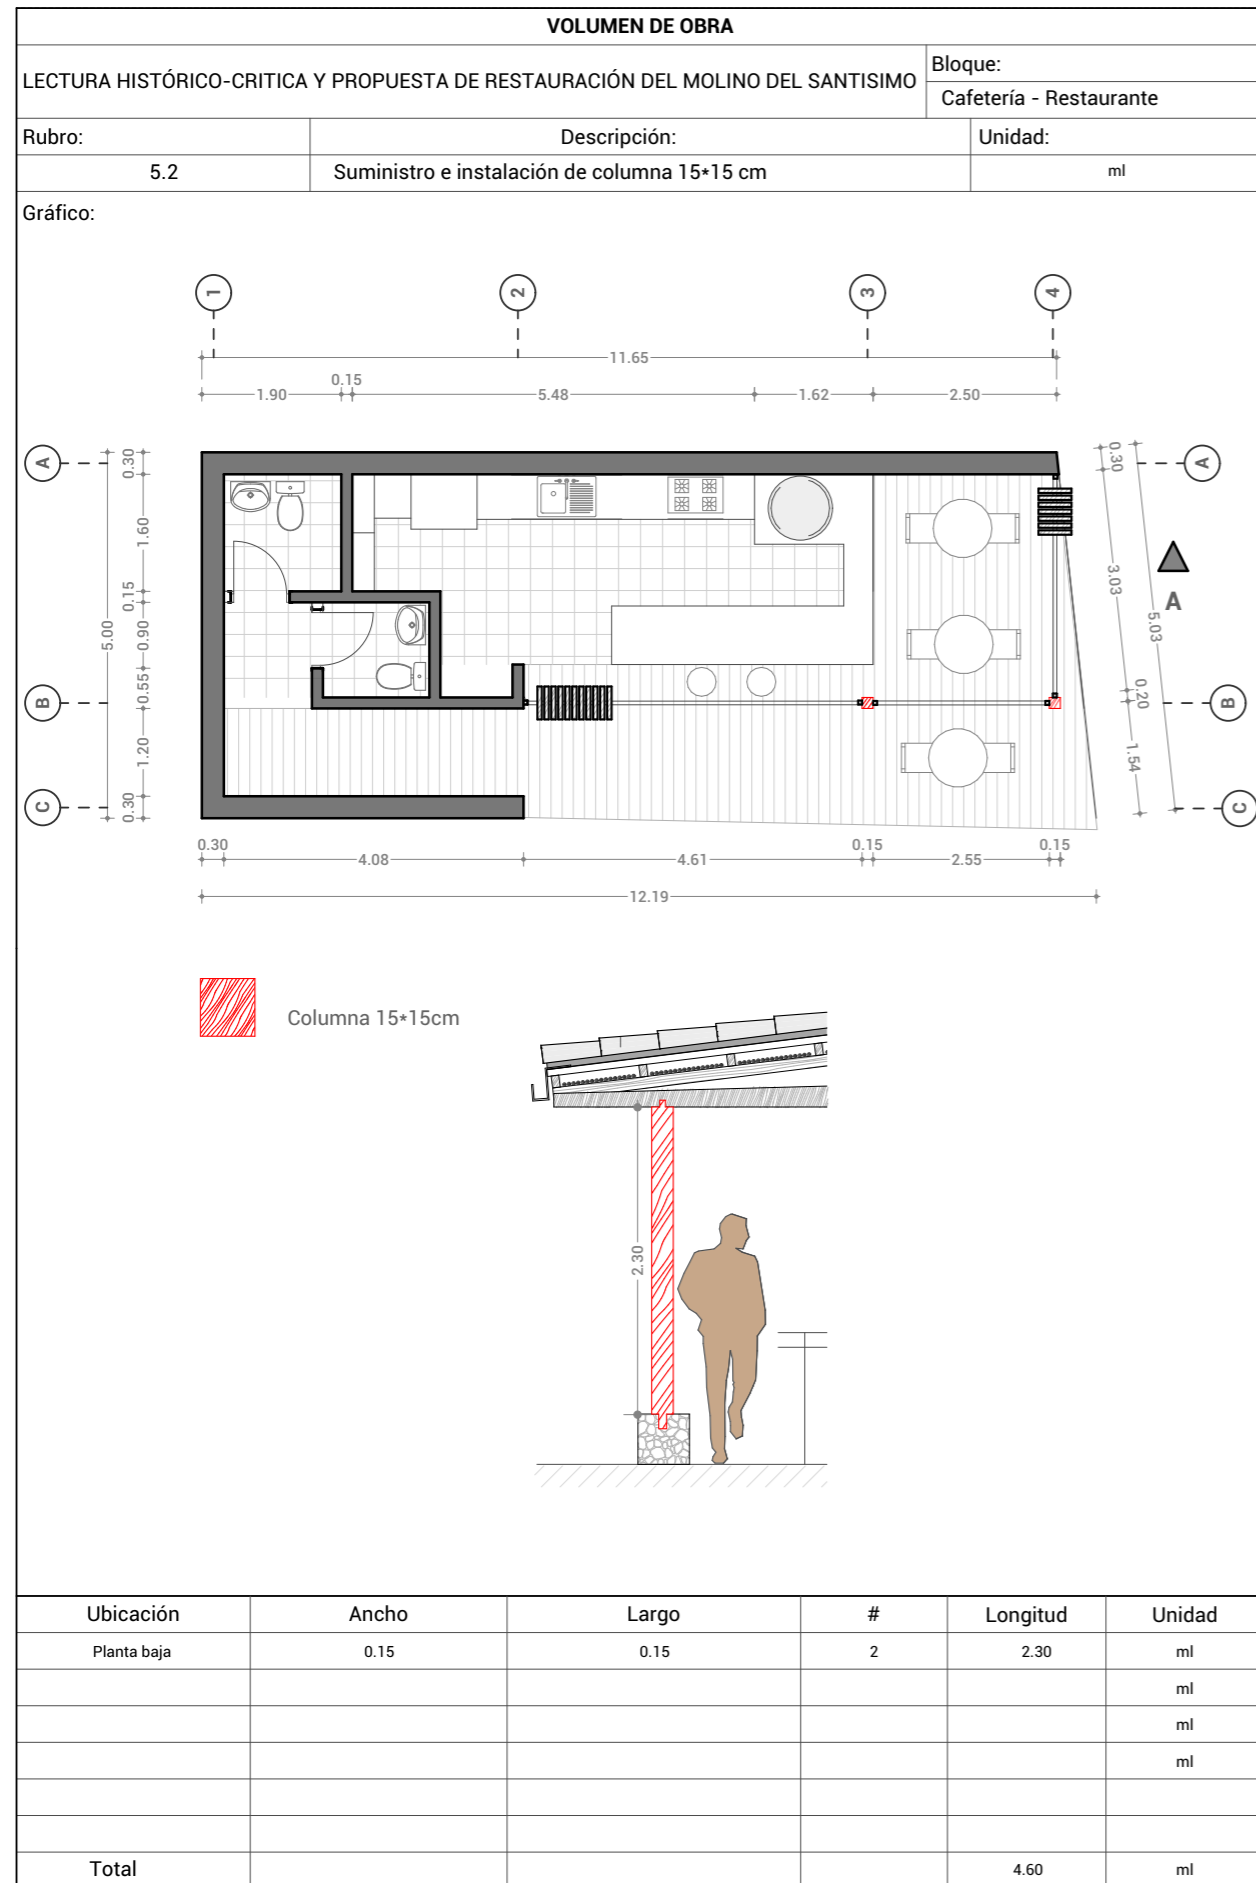 VOLUMEN DE OBRA
LECTURA HISTÓRICO-CRITICA Y PROPUESTA DE RESTAURACIÓN DEL MOLINO DEL SANTISIMO
Bloque:
Cafetería - Restaurante
Rubro:
Descripción:
Unidad:
5.2
Suministro e instalación de columna 15*15 cm
ml
Gráfico:
1
2
3
4
11.65
1.90
0.15
5.48
1.62
2.50
A
B
C
5.00
0.30
1.60
0.15
0.90
0.55
1.20
0.30
0.30
3.03
0.20
1.54
5.03
A
A
B
C
0.30
4.08
4.61
0.15
2.55
0.15
12.19
Columna 15*15cm
2.30
Ubicación Ancho Largo # Longitud Unidad
Planta baja 0.15 0.15 2 2.30 ml
ml
ml
ml
Total 4.60 ml